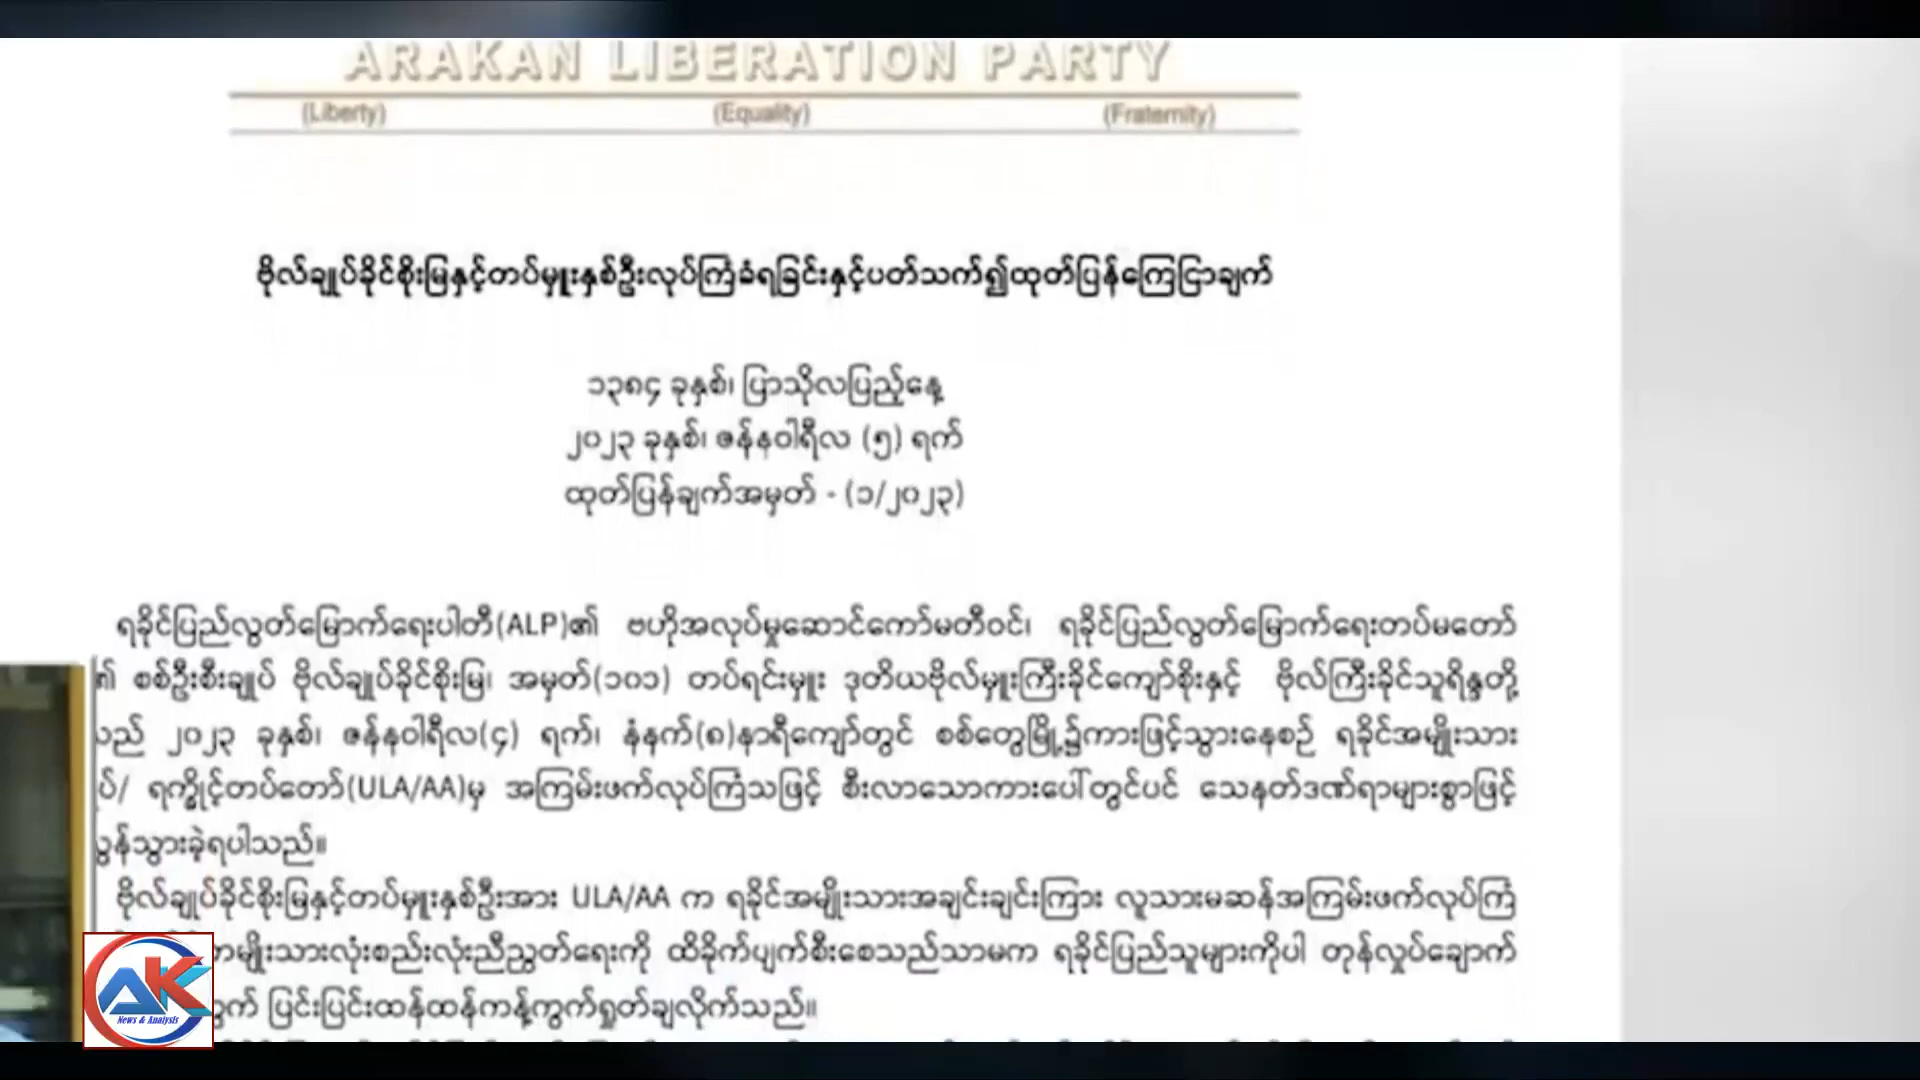 ARAKAN LIBERATION PARTY
(Liberty) (Equality) (Fraternity)
ဗိုလ်ချုပ်ခိုင်စိုးမြနှင့်တပ်မှူးနှစ်ဦးလုပ်ကြံခံရခြင်းနှင့်ပတ်သက်၍ထုတ်ပြန်ကြေငြာချက်
၁၃၈၄ ခုနှစ်၊ ပြာသိုလပြည့်နေ့
၂၀၂၃ ခုနှစ်၊ ဇန်နဝါရီလ (၅) ရက်
ထုတ်ပြန်ချက်အမှတ် - (၁/၂၀၂၃)
ရခိုင်ပြည်လွတ်မြောက်ရေးပါတီ(ALP)၏ ဗဟိုအလုပ်မှုဆောင်ကော်မတီဝင်၊ ရခိုင်ပြည်လွတ်မြောက်ရေးတပ်မတော်
၏ စစ်ဦးစီးချုပ် ဗိုလ်ချုပ်ခိုင်စိုးမြ၊ အမှတ်(၁၀၁) တပ်ရင်းမှူး ဒုတိယဗိုလ်မှူးကြီးခိုင်ကျော်စိုးနှင့် ဗိုလ်ကြီးခိုင်သူရိန္ဒတို့
သည် ၂၀၂၃ ခုနှစ်၊ ဇန်နဝါရီလ(၄) ရက်၊ နံနက်(၈)နာရီကျော်တွင် စစ်တွေမြို့၌ကားဖြင့်သွားနေစဉ် ရခိုင်အမျိုးသား
/ ရက္ခိုင့်တပ်တော်(ULA/AA)မှ အကြမ်းဖက်လုပ်ကြံသဖြင့် စီးလာသောကားပေါ်တွင်ပင် သေနတ်ဒဏ်ရာများစွာဖြင့်
လွန်သွားခဲ့ရပါသည်။
ဗိုလ်ချုပ်ခိုင်စိုးမြနှင့်တပ်မှူးနှစ်ဦးအား ULA/AA က ရခိုင်အမျိုးသားအချင်းချင်းကြား လူသားမဆန်အကြမ်းဖက်လုပ်ကြံ
အမျိုးသားလုံးစည်းလုံးညီညွတ်ရေးကို ထိခိုက်ပျက်စီးစေသည်သာမက ရခိုင်ပြည်သူများကိုပါ တုန်လှုပ်ချောက်
ပြင်းပြင်းထန်ထန်ကန့်ကွက်ရှုတ်ချလိုက်သည်။
AK
News & Analysis